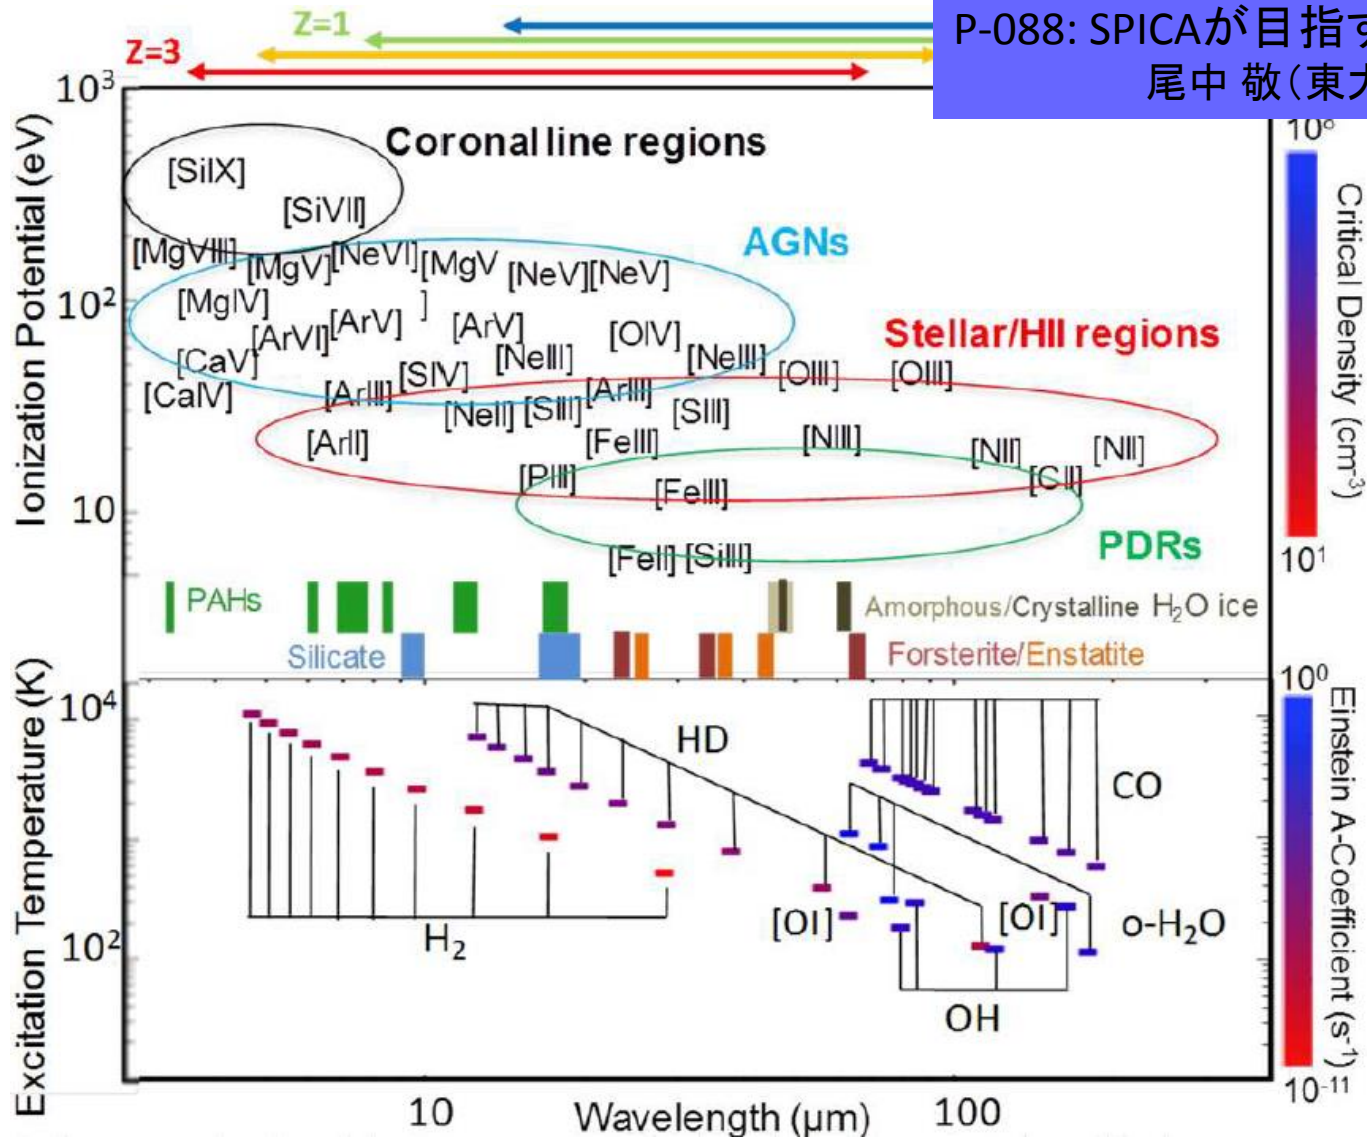 P-088: SPICAが目指す
尾中 敬（東大
Z=1
Z=3
10³
Ionization Potential (eV)
10²
10
Coronal line regions
[SiIX]
[SiVII]
AGNs
[MgVIII]
[MgV]
[NeVI]
[MgV
]
[NeV]
[NeV]
[MgIV]
[ArVI]
[ArV]
[ArV]
[OIV]
Stellar/HII regions
[CaV]
[SIV]
[NeIII]
[NeIII]
[OIII]
[OIII]
[CaIV]
[ArIII]
[NeII]
[SIII]
[ArIII]
[SIII]
[ArII]
[FeIII]
[NIII]
[NII]
[NII]
[PIII]
[FeIII]
[CII]
[FeII]
[SiII]
PDRs
Critical Density (cm⁻³)
10¹
PAHs
Amorphous/Crystalline H₂O ice
Silicate
Forsterite/Enstatite
Excitation Temperature (K)
10⁴
10²
HD
CO
H₂
[OI]
[OI]
o-H₂O
OH
10⁰
Einstein A-Coefficient (s⁻¹)
10⁻¹¹
10
Wavelength (μm)
100